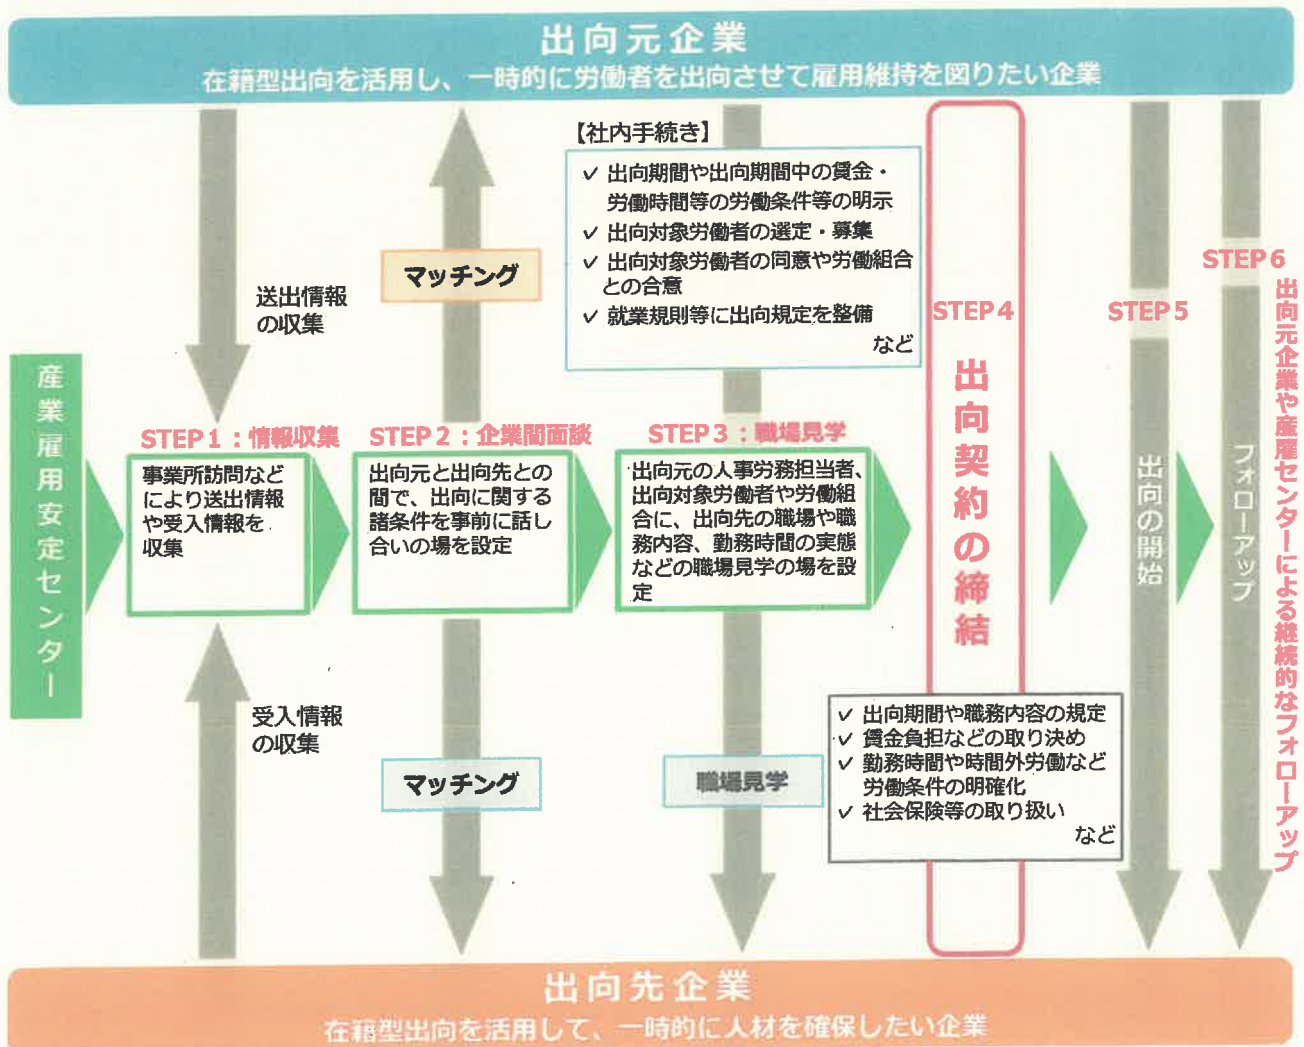 出向元企業
在籍型出向を活用し、一時的に労働者を出向させて雇用維持を図りたい企業
【社内手続き】
✓ 出向期間や出向期間中の賃金・
労働時間等の労働条件等の明示
✓ 出向対象労働者の選定・募集
✓ 出向対象労働者の同意や労働組合
との合意
✓ 就業規則等に出向規定を整備
など
マッチング
送出情報
の収集
産業雇用安定センター
STEP1：情報収集
事業所訪問など
により送出情報
や受入情報を
収集
STEP2：企業間面談
出向元と出向先との
間で、出向に関する
諸条件を事前に話し
合いの場を設定
STEP3：職場見学
出向元の人事労務担当者、
出向対象労働者や労働組
合に、出向先の職場や職
務内容、勤務時間の実態
などの職場見学の場を設
定
STEP4
出向契約の締結
STEP5
出向の開始
STEP6
フォローアップ
出向元企業や産雇センターによる継続的なフォローアップ
受入情報
の収集
マッチング
職場見学
✓ 出向期間や職務内容の規定
✓ 賃金負担などの取り決め
✓ 勤務時間や時間外労働など
労働条件の明確化
✓ 社会保険等の取り扱い
など
出向先企業
在籍型出向を活用して、一時的に人材を確保したい企業